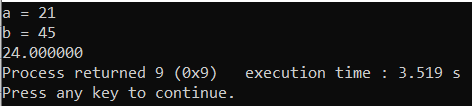 a = 21
b = 45
24.000000
Process returned 9 (0x9)   execution time : 3.519 s
Press any key to continue.